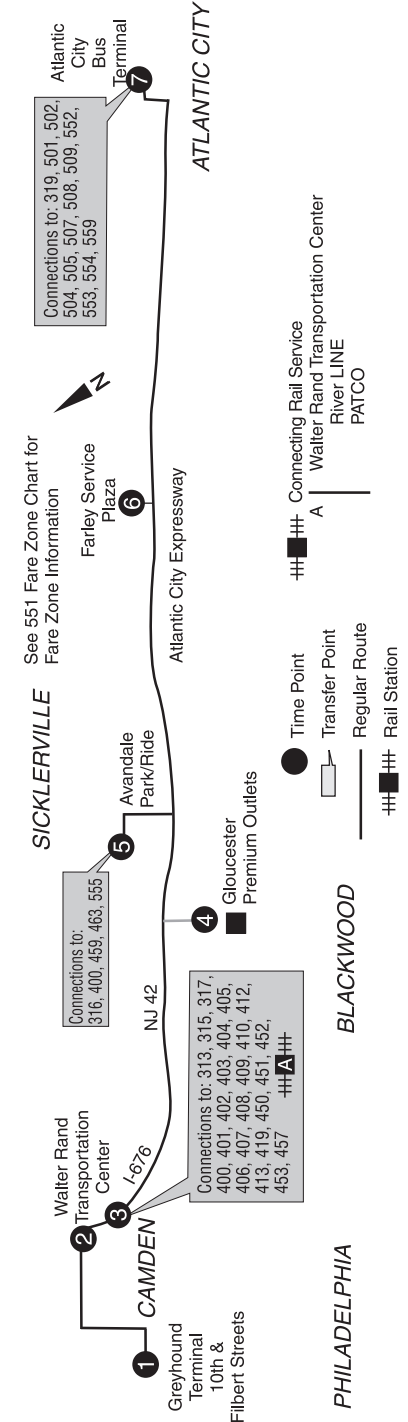 PHILADELPHIA
Greyhound
Terminal
10th &
Filbert Streets
1
CAMDEN
2
Walter Rand
Transportation
Center
3
I-676
Connections to: 313, 315, 317,
400, 401, 402, 403, 404, 405,
406, 407, 408, 409, 410, 412,
413, 419, 450, 451, 452,
453, 457
A
NJ 42
BLACKWOOD
4
Gloucester
Premium Outlets
SICKLERVILLE
Connections to:
316, 400, 459, 463, 555
5
Avandale
Park/Ride
See 551 Fare Zone Chart for
Fare Zone Information
Farley Service
Plaza
6
Atlantic City Expressway
N
Connections to: 319, 501, 502,
504, 505, 507, 508, 509, 552,
553, 554, 559
Atlantic
City
Bus
Terminal
7
ATLANTIC CITY
Time Point
Transfer Point
Regular Route
Rail Station
Connecting Rail Service
A
Walter Rand Transportation Center
River LINE
PATCO